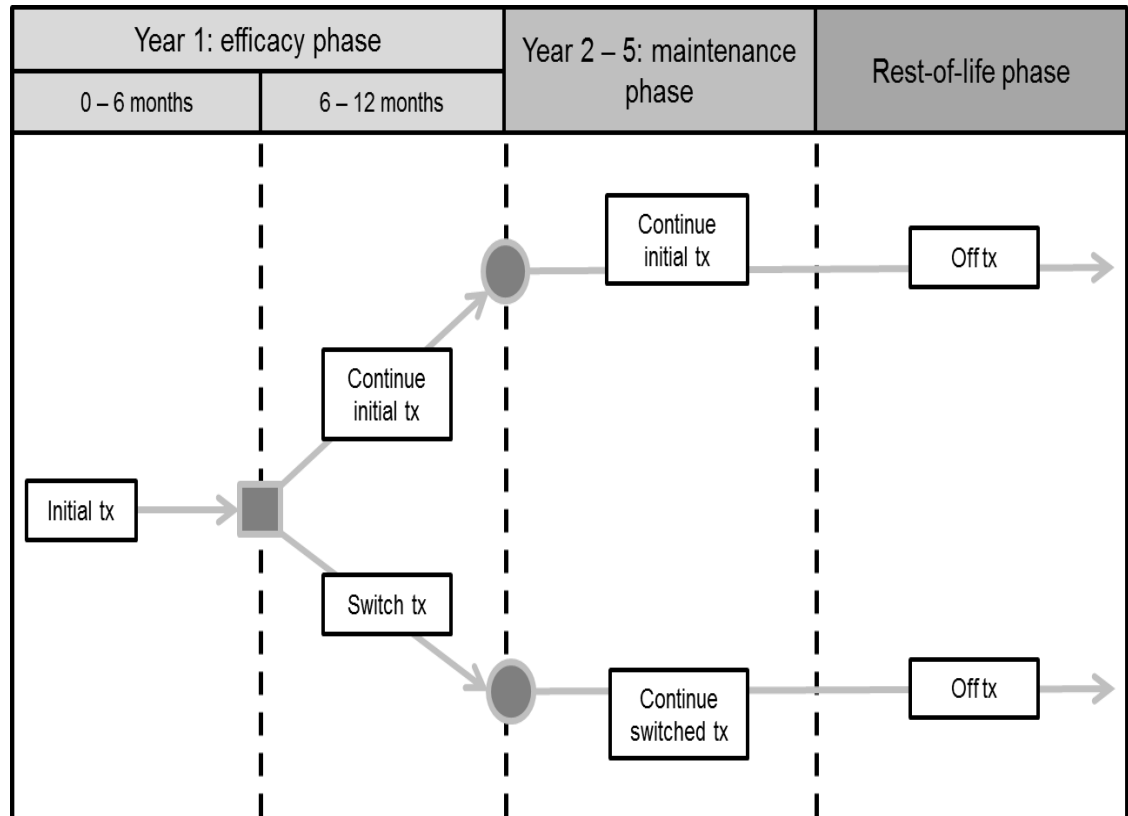 Year 1: efficacy phase
Year 2 – 5: maintenance
phase
Rest-of-life phase
0 – 6 months
6 – 12 months
Continue
initial tx
Off tx
Continue
initial tx
Initial tx
Switch tx
Continue
switched tx
Off tx